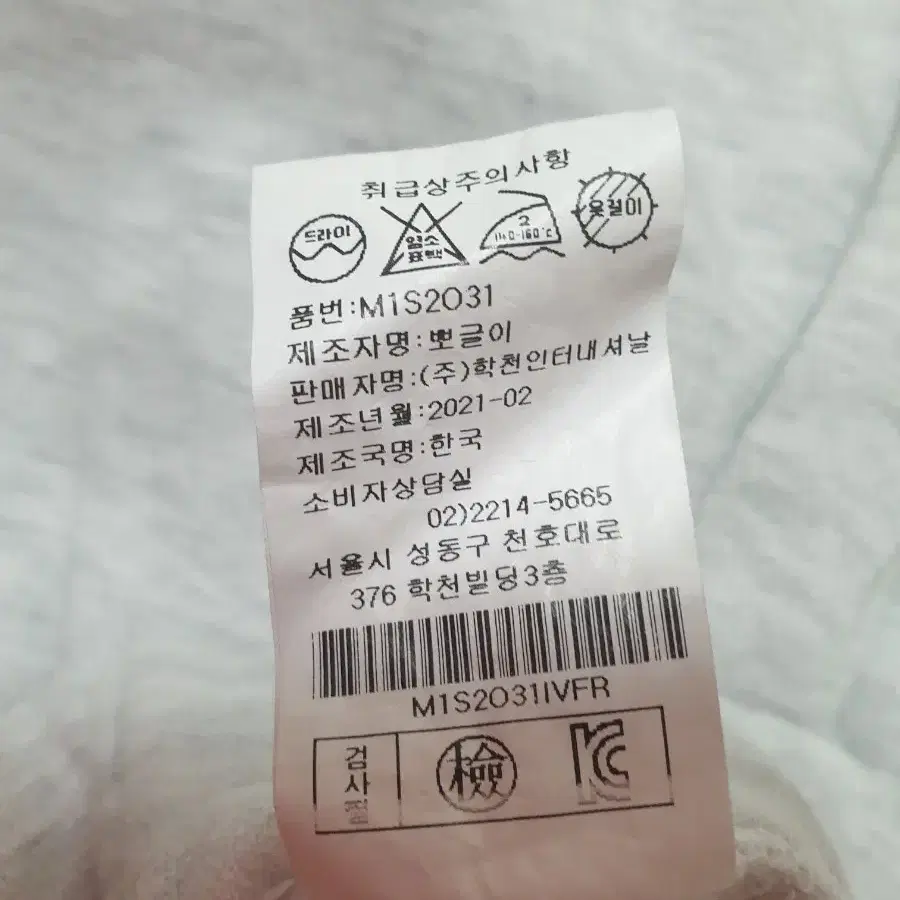 취급상주의사항
드라이
염소
표백
2
140-160℃
옷걸이
품번:M1S2O31
제조자명:뽀글이
판매자명:(주)학천인터내셔날
제조년월:2021-02
제조국명:한국
소비자상담실
02)2214-5665
서울시 성동구 천호대로
376 학천빌딩3층
M1S2O31IVFR
검사필
檢
KC